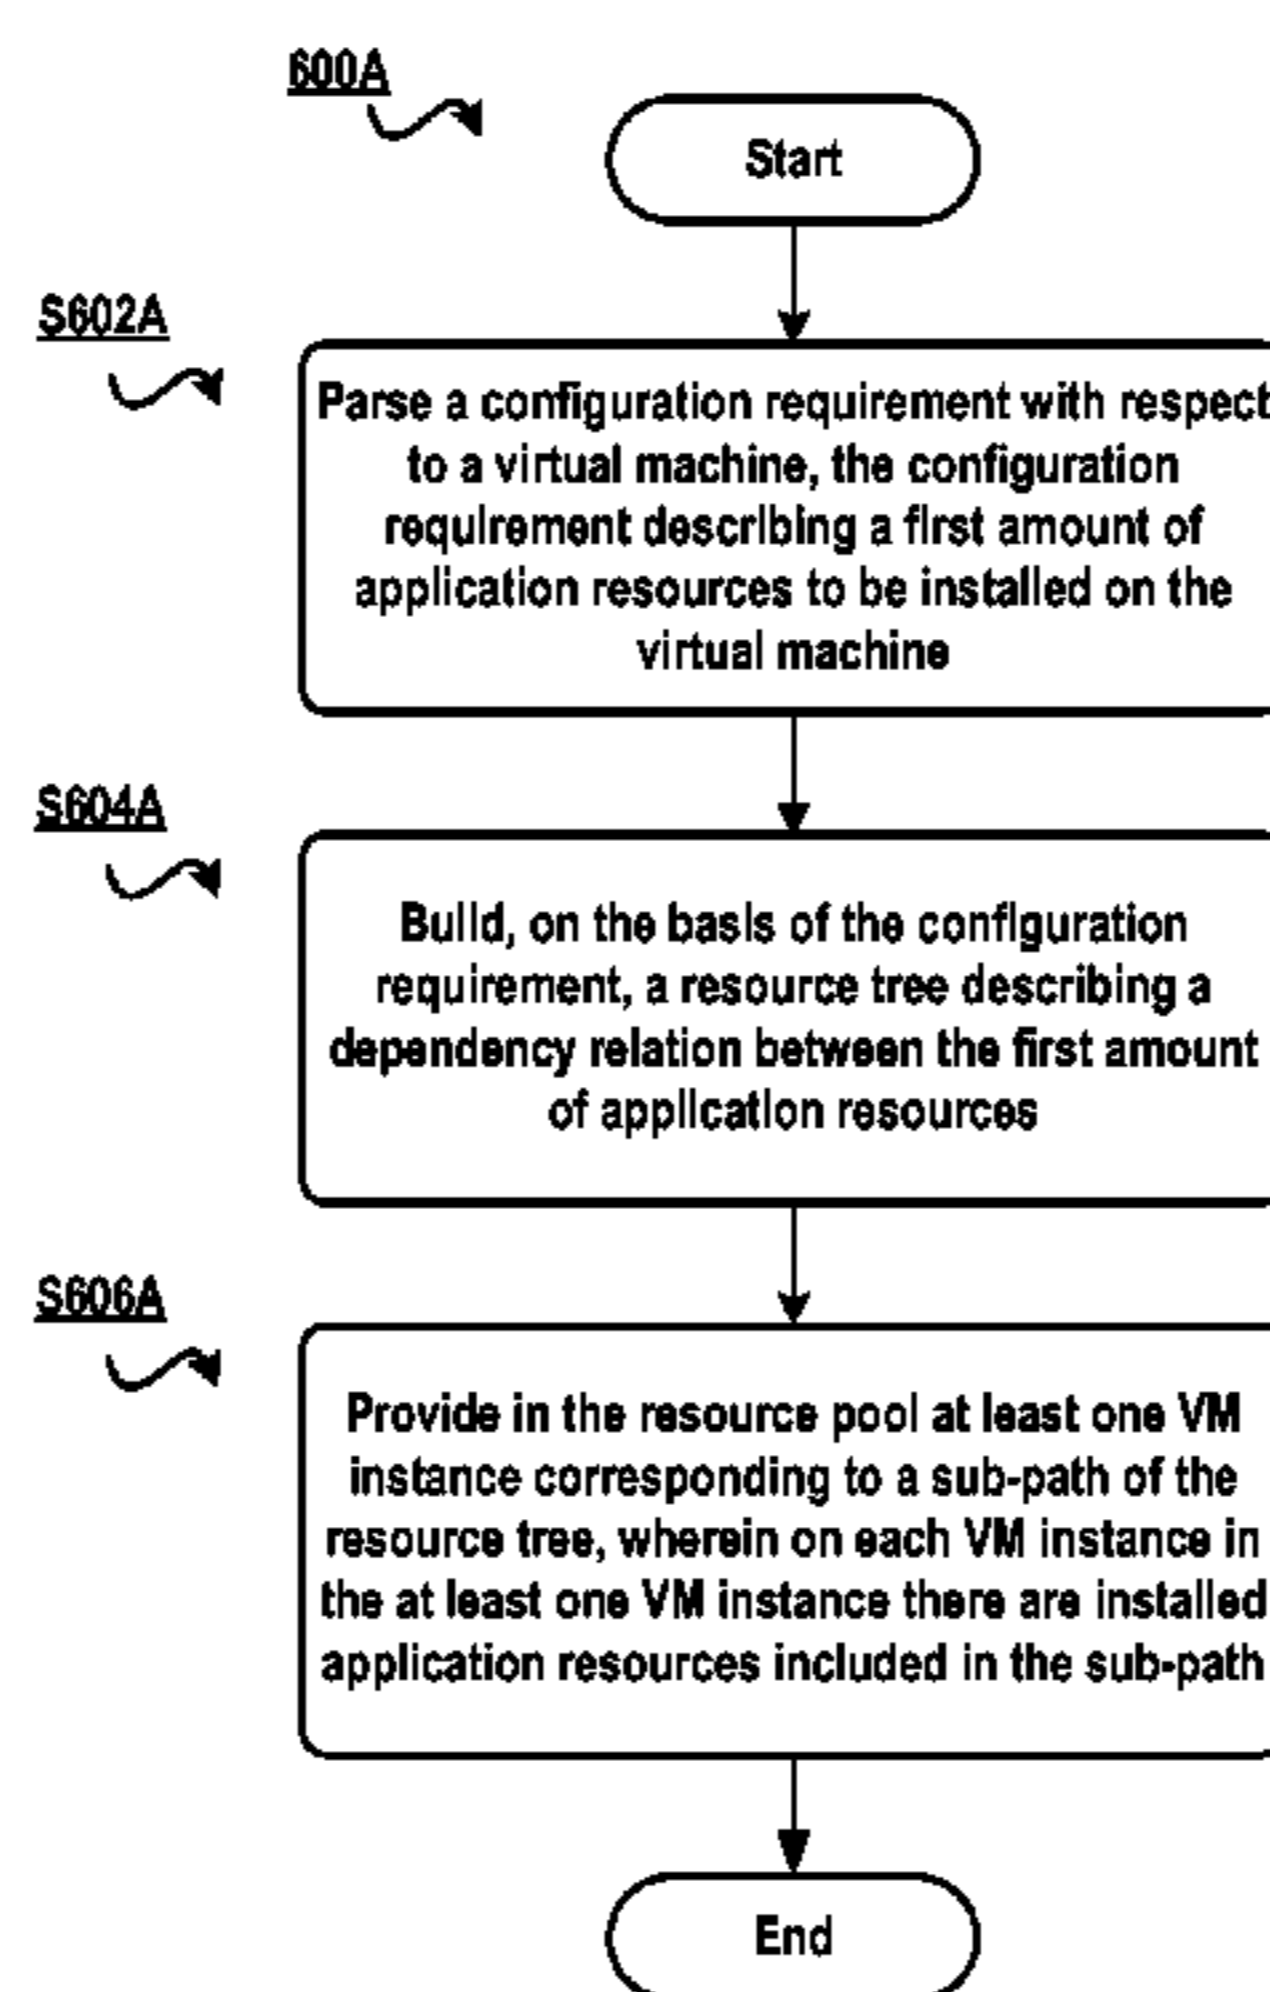 600A
Start
S602A
Parse a configuration requirement with respect
to a virtual machine, the configuration
requirement describing a first amount of
application resources to be installed on the
virtual machine
S604A
Build, on the basis of the configuration
requirement, a resource tree describing a
dependency relation between the first amount
of application resources
S606A
Provide in the resource pool at least one VM
instance corresponding to a sub-path of the
resource tree, wherein on each VM instance in
the at least one VM instance there are installed
application resources included in the sub-path
End